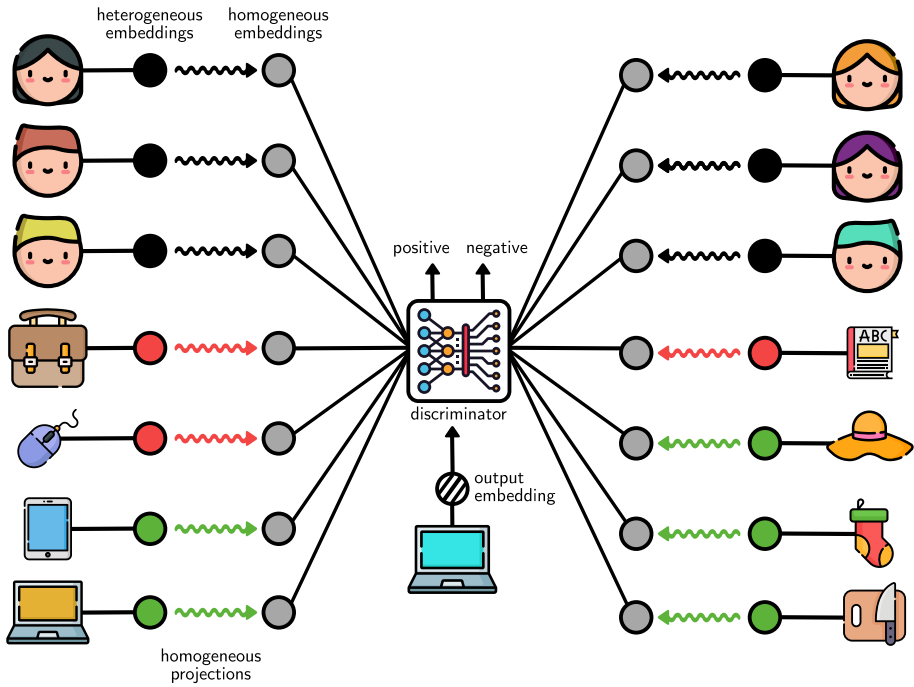 heterogeneous
embeddings
homogeneous
embeddings
positive
negative
ABC
discriminator
output
embedding
homogeneous
projections